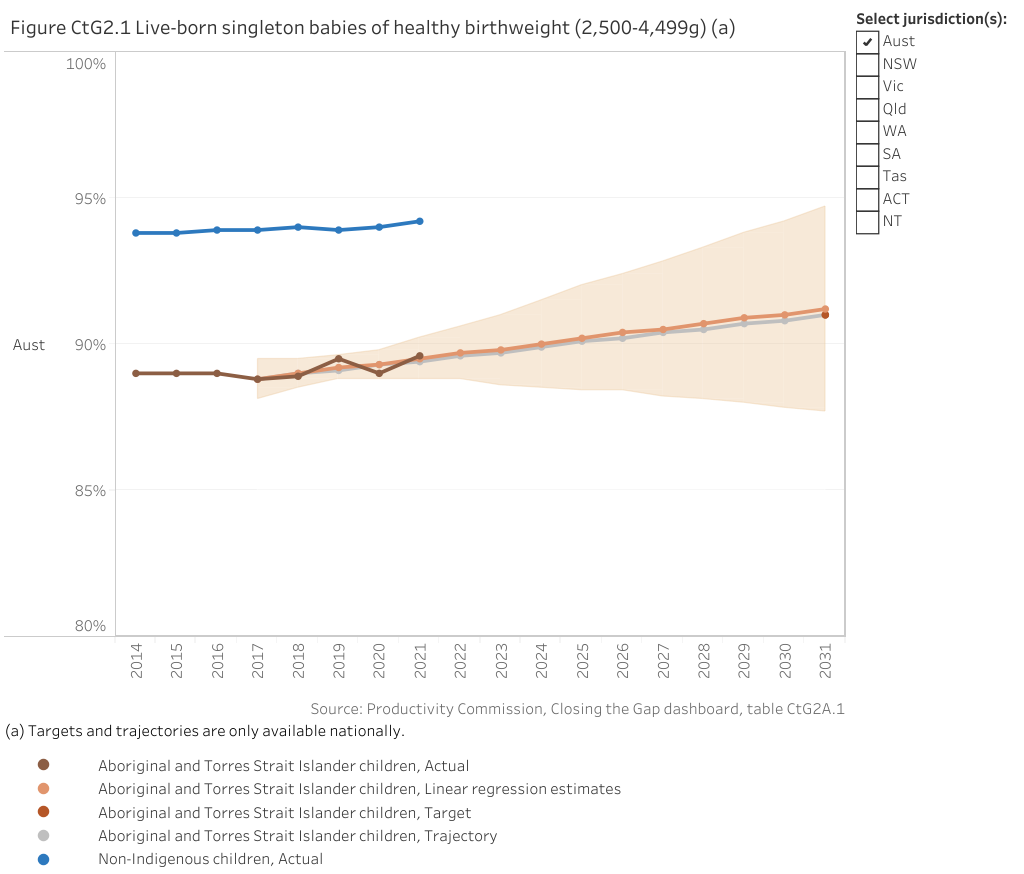 Figure CtG2.1 Live-born singleton babies of healthy birthweight (2,500-4,499g) (a)
Select jurisdiction(s):
Aust
NSW
Vic
Qld
WA
SA
Tas
ACT
NT
100%
95%
90%
85%
80%
Aust
2014
2015
2016
2017
2018
2019
2020
2021
2022
2023
2024
2025
2026
2027
2028
2029
2030
2031
Source: Productivity Commission, Closing the Gap dashboard, table CtG2A.1
(a) Targets and trajectories are only available nationally.
Aboriginal and Torres Strait Islander children, Actual
Aboriginal and Torres Strait Islander children, Linear regression estimates
Aboriginal and Torres Strait Islander children, Target
Aboriginal and Torres Strait Islander children, Trajectory
Non-Indigenous children, Actual